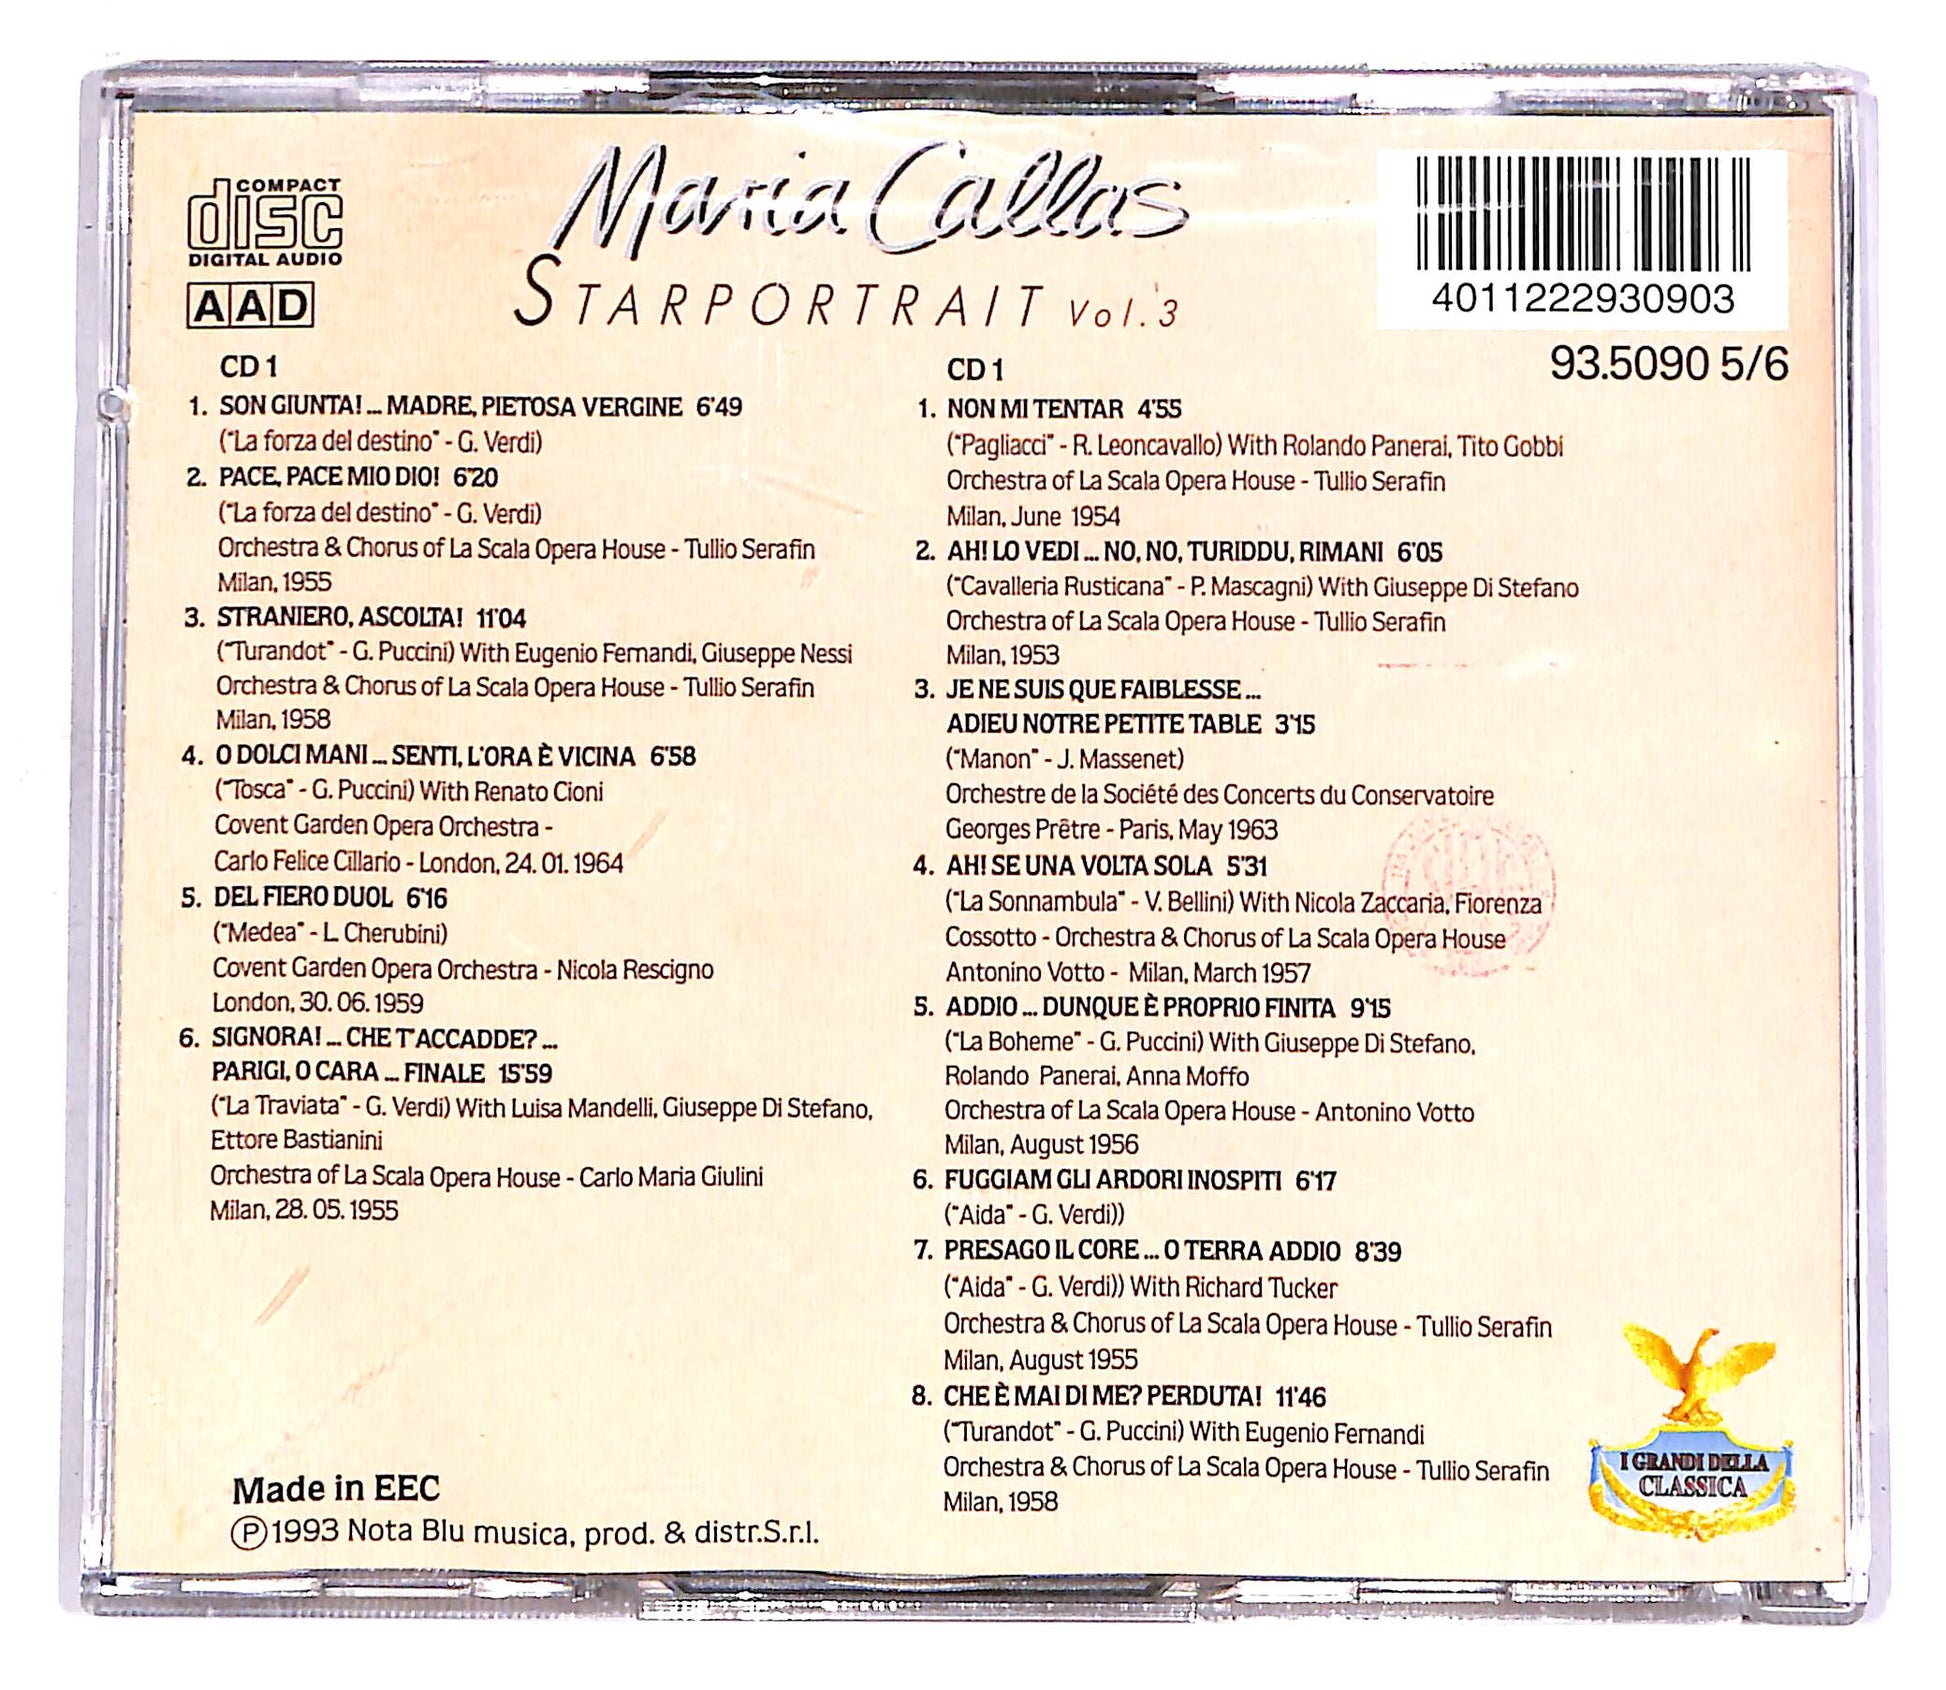 COMPACT
disc
DIGITAL AUDIO
AAD
Maria Callas
STARPORTRAIT Vol. 3
4011222930903
93.5090 5/6
CD 1
1. SON GIUNTA! ... MADRE, PIETOSA VERGINE 6'49
("La forza del destino" - G. Verdi)
2. PACE, PACE MIO DIO! 6'20
("La forza del destino" - G. Verdi)
Orchestra & Chorus of La Scala Opera House - Tullio Serafin
Milan, 1955
3. STRANIERO, ASCOLTA! 11'04
("Turandot" - G. Puccini) With Eugenio Fernandi, Giuseppe Nessi
Orchestra & Chorus of La Scala Opera House - Tullio Serafin
Milan, 1958
4. O DOLCI MANI ... SENTI, L'ORA È VICINA 6'58
("Tosca" - G. Puccini) With Renato Cioni
Covent Garden Opera Orchestra -
Carlo Felice Cillario - London, 24. 01. 1964
5. DEL FIERO DUOL 6'16
("Medea" - L. Cherubini)
Covent Garden Opera Orchestra - Nicola Rescigno
London, 30. 06. 1959
6. SIGNORA! ... CHE T'ACCADDE? ...
PARIGI, O CARA ... FINALE 15'59
("La Traviata" - G. Verdi) With Luisa Mandelli, Giuseppe Di Stefano,
Ettore Bastianini
Orchestra of La Scala Opera House - Carlo Maria Giulini
Milan, 28. 05. 1955
Made in EEC
℗ 1993 Nota Blu musica, prod. & distr.S.r.l.
CD 1
1. NON MI TENTAR 4'55
("Pagliacci" - R. Leoncavallo) With Rolando Panerai, Tito Gobbi
Orchestra of La Scala Opera House - Tullio Serafin
Milan, June 1954
2. AH! LO VEDI ... NO, NO, TURIDDU, RIMANI 6'05
("Cavalleria Rusticana" - P. Mascagni) With Giuseppe Di Stefano
Orchestra of La Scala Opera House - Tullio Serafin
Milan, 1953
3. JE NE SUIS QUE FAIBLESSE ...
ADIEU NOTRE PETITE TABLE 3'15
("Manon" - J. Massenet)
Orchestre de la Société des Concerts du Conservatoire
Georges Prêtre - Paris, May 1963
4. AH! SE UNA VOLTA SOLA 5'31
("La Sonnambula" - V. Bellini) With Nicola Zaccaria, Fiorenza
Cossotto - Orchestra & Chorus of La Scala Opera House
Antonino Votto - Milan, March 1957
5. ADDIO ... DUNQUE È PROPRIO FINITA 9'15
("La Boheme" - G. Puccini) With Giuseppe Di Stefano,
Rolando Panerai, Anna Moffo
Orchestra of La Scala Opera House - Antonino Votto
Milan, August 1956
6. FUGGIAM GLI ARDORI INOSPITI 6'17
("Aida" - G. Verdi))
7. PRESAGO IL CORE ... O TERRA ADDIO 8'39
("Aida" - G. Verdi)) With Richard Tucker
Orchestra & Chorus of La Scala Opera House - Tullio Serafin
Milan, August 1955
8. CHE È MAI DI ME? PERDUTA! 11'46
("Turandot" - G. Puccini) With Eugenio Fernandi
Orchestra & Chorus of La Scala Opera House - Tullio Serafin
Milan, 1958
I GRANDI DELLA
CLASSICA